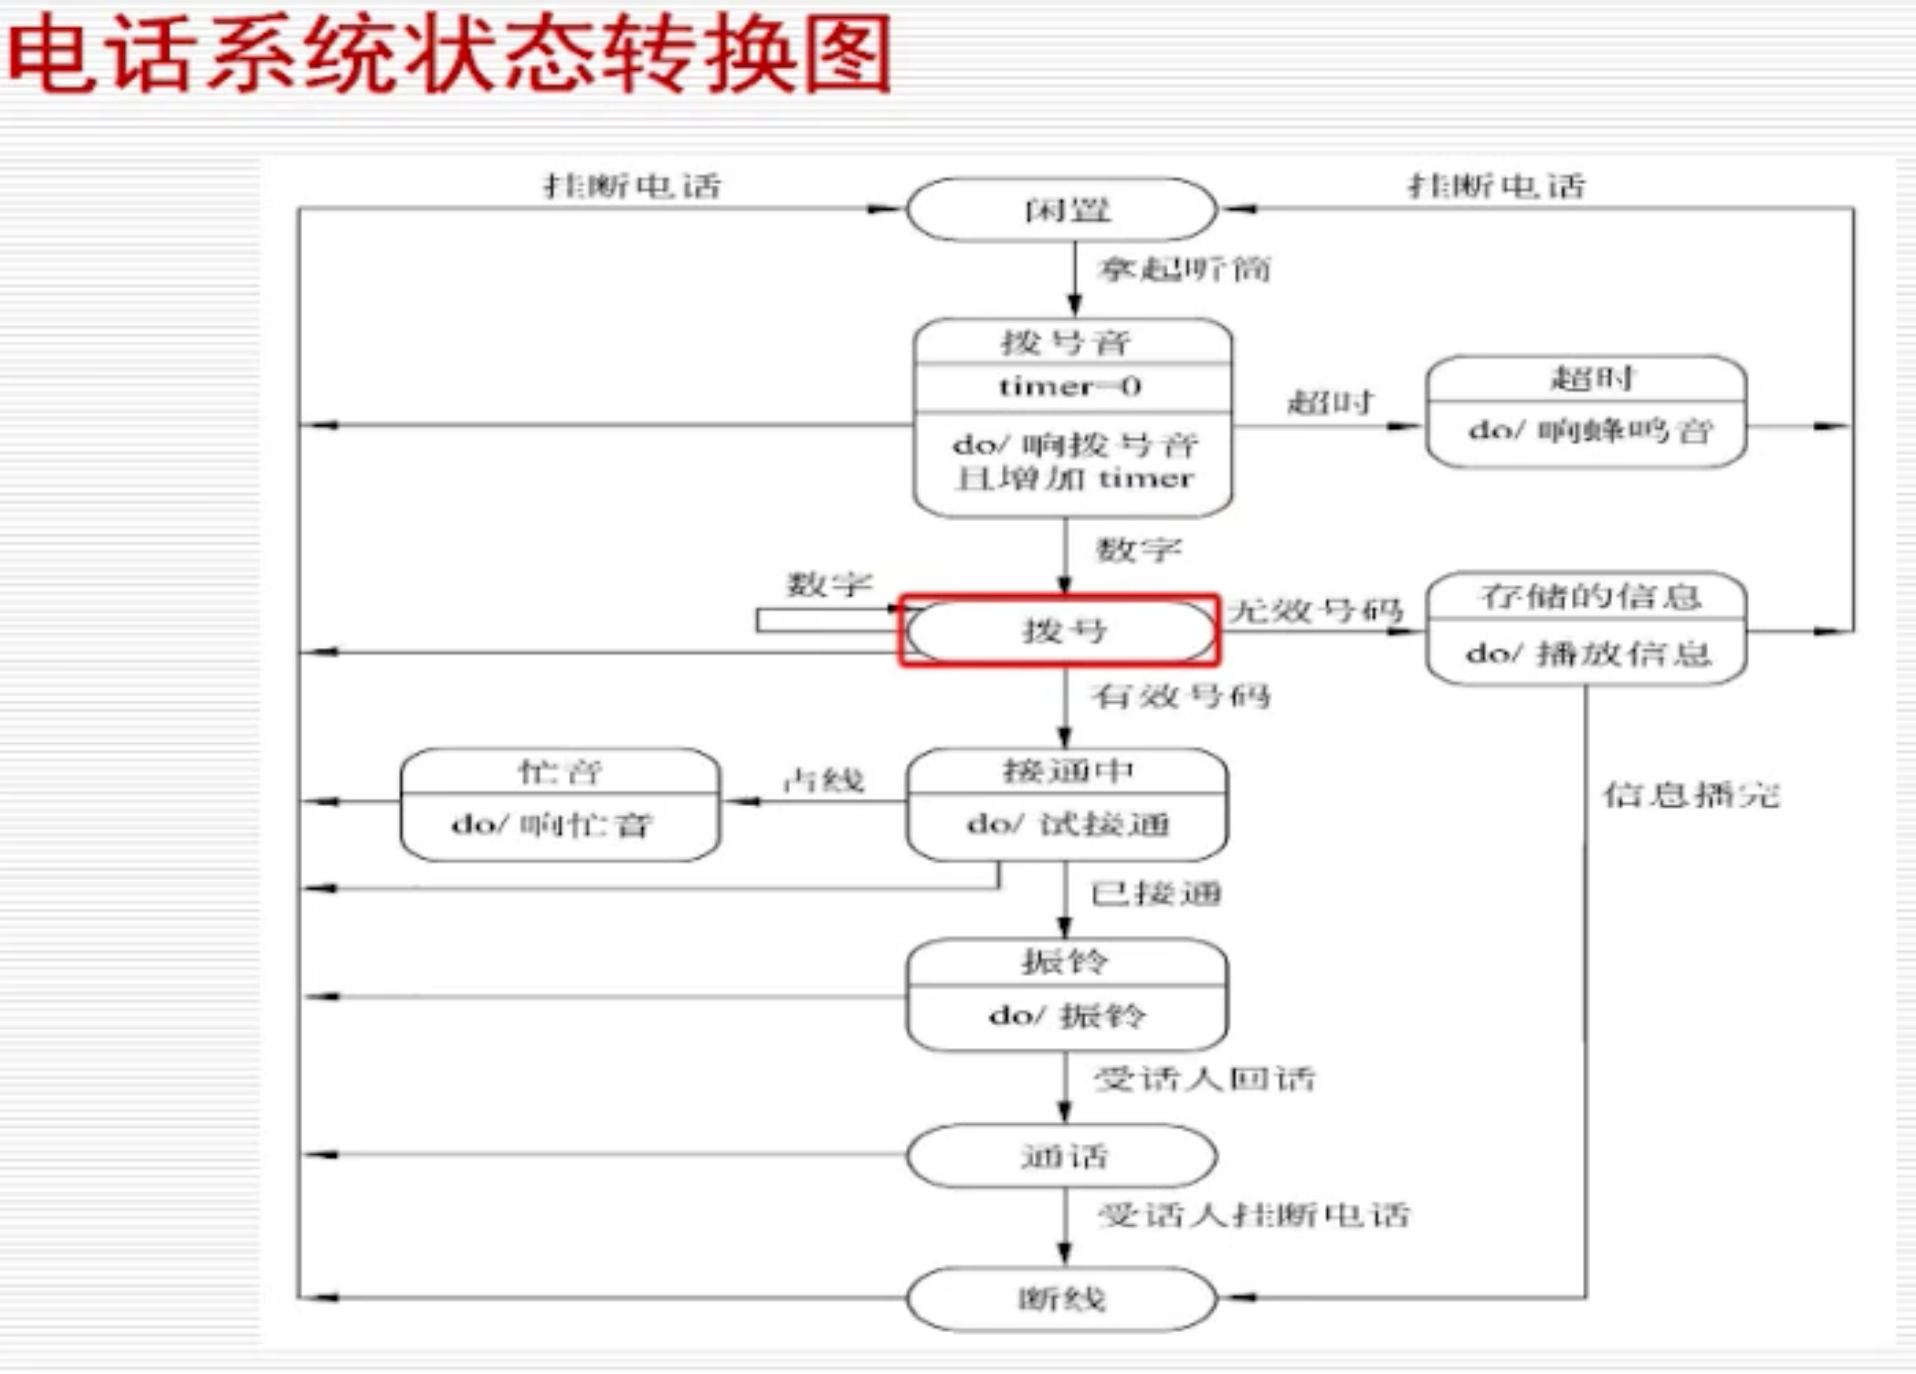 电话系统状态转换图
挂断电话
挂断电话
闲置
拿起听筒
拨号音
timer=0
do/ 响拨号音
且增加 timer
超时
超时
do/ 响蜂鸣音
数字
数字
拨号
无效号码
存储的信息
do/ 播放信息
有效号码
忙音
do/ 响忙音
占线
接通中
do/ 试接通
信息播完
已接通
振铃
do/ 振铃
受话人回话
通话
受话人挂断电话
断线